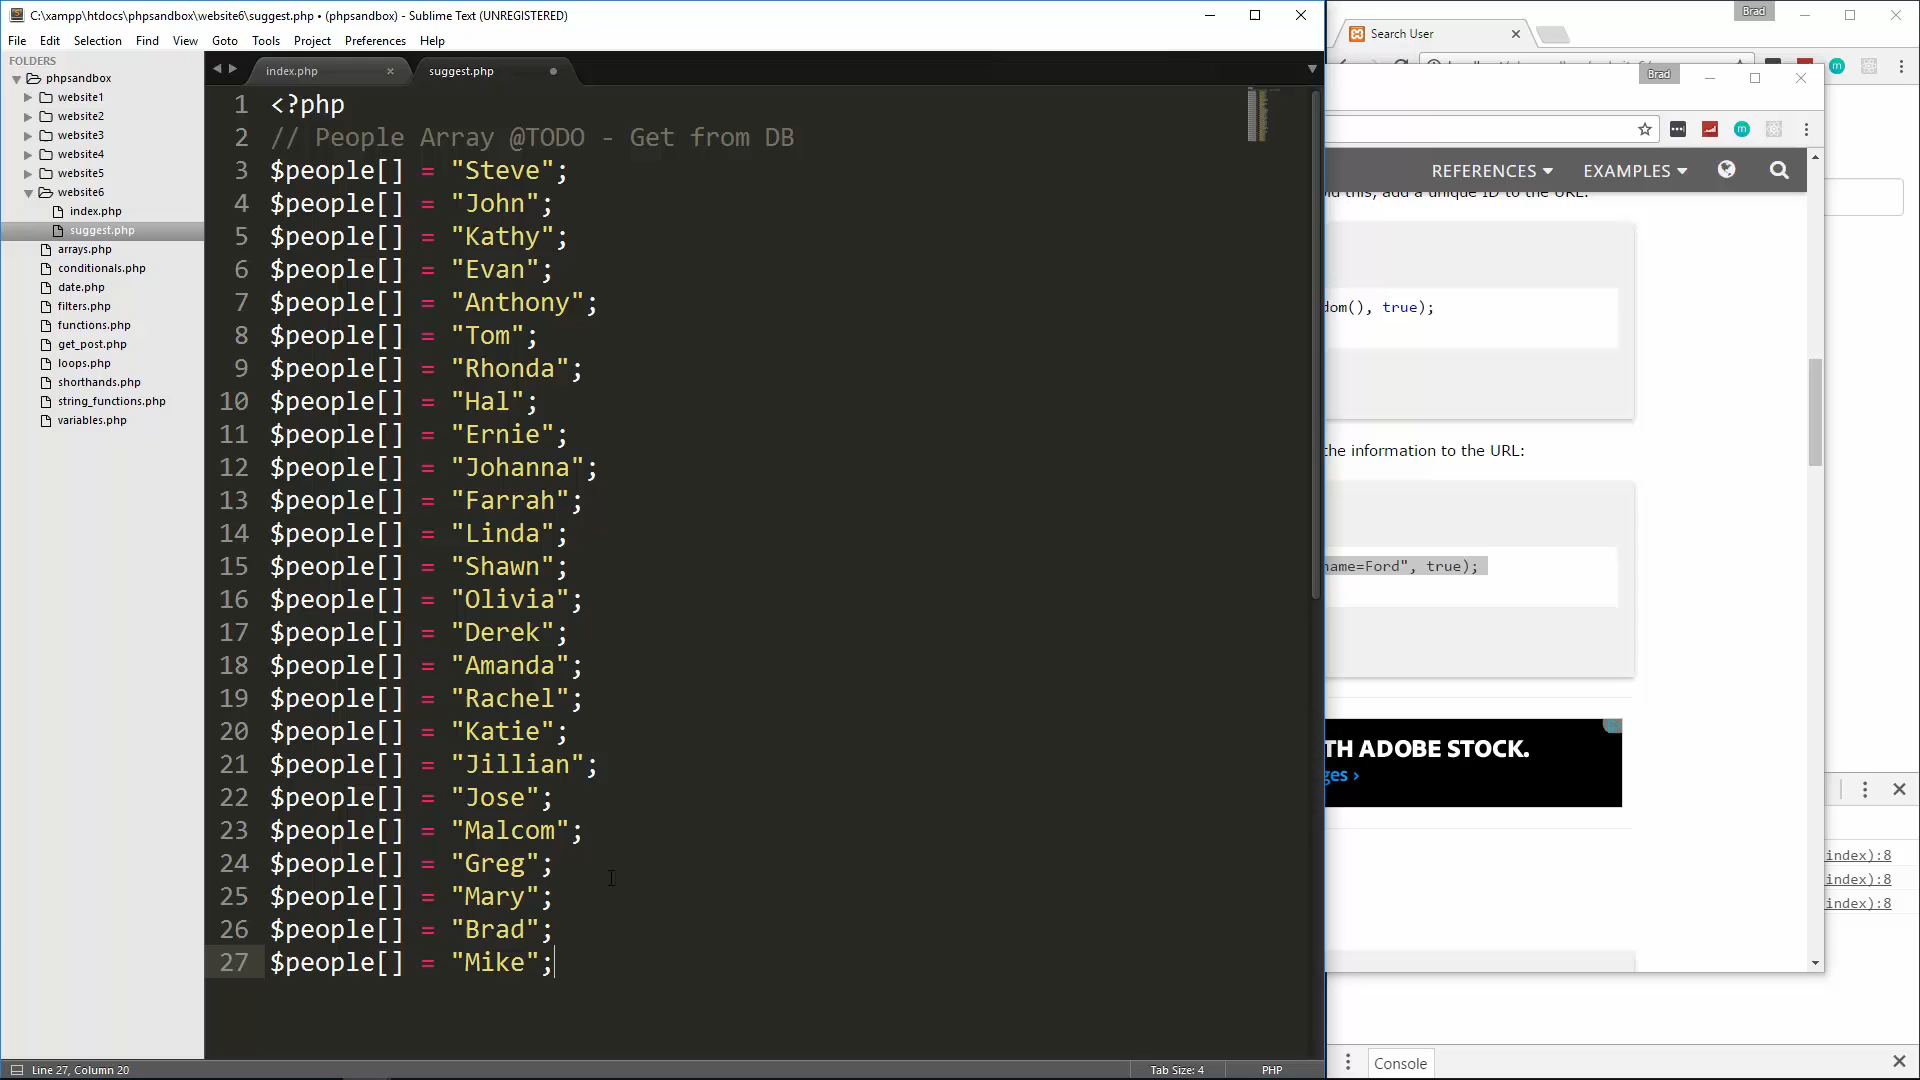 C:\xampp\htdocs\phpsandbox\website6\suggest.php • (phpsandbox) - Sublime Text (UNREGISTERED)
File Edit Selection Find View Goto Tools Project Preferences Help
FOLDERS
phpsandbox
website1
website2
website3
website4
website5
website6
index.php
suggest.php
arrays.php
conditionals.php
date.php
filters.php
functions.php
get_post.php
loops.php
shorthands.php
string_functions.php
variables.php
index.php
suggest.php
1 <?php
2 // People Array @TODO - Get from DB
3 $people[] = "Steve";
4 $people[] = "John";
5 $people[] = "Kathy";
6 $people[] = "Evan";
7 $people[] = "Anthony";
8 $people[] = "Tom";
9 $people[] = "Rhonda";
10 $people[] = "Hal";
11 $people[] = "Ernie";
12 $people[] = "Johanna";
13 $people[] = "Farrah";
14 $people[] = "Linda";
15 $people[] = "Shawn";
16 $people[] = "Olivia";
17 $people[] = "Derek";
18 $people[] = "Amanda";
19 $people[] = "Rachel";
20 $people[] = "Katie";
21 $people[] = "Jillian";
22 $people[] = "Jose";
23 $people[] = "Malcom";
24 $people[] = "Greg";
25 $people[] = "Mary";
26 $people[] = "Brad";
27 $people[] = "Mike";
Line 27, Column 20
Tab Size: 4
PHP
Brad
Search User
Brad
REFERENCES EXAMPLES
id this, add a unique ID to the URL:
dom(), true);
the information to the URL:
name=Ford", true);
TH ADOBE STOCK.
ges ›
index):8
index):8
index):8
Console